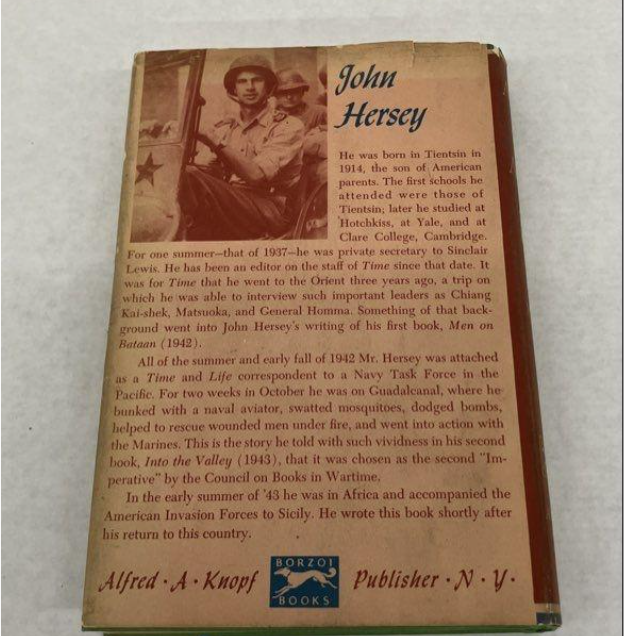 John
Hersey
He was born in Tientsin in
1914, the son of American
parents. The first schools he
attended were those of
Tientsin; later he studied at
Hotchkiss, at Yale, and at
Clare College, Cambridge.
For one summer—that of 1937—he was private secretary to Sinclair
Lewis. He has been an editor on the staff of Time since that date. It
was for Time that he went to the Orient three years ago, a trip on
which he was able to interview such important leaders as Chiang
Kai-shek, Matsuoka, and General Homma. Something of that back-
ground went into John Hersey's writing of his first book, Men on
Bataan (1942).
All of the summer and early fall of 1942 Mr. Hersey was attached
as a Time and Life correspondent to a Navy Task Force in the
Pacific. For two weeks in October he was on Guadalcanal, where he
bunked with a naval aviator, swatted mosquitoes, dodged bombs,
helped to rescue wounded men under fire, and went into action with
the Marines. This is the story he told with such vividness in his second
book, Into the Valley (1943), that it was chosen as the second "Im-
perative" by the Council on Books in Wartime.
In the early summer of '43 he was in Africa and accompanied the
American Invasion Forces to Sicily. He wrote this book shortly after
his return to this country.
Alfred · A · Knopf
BORZOI
BOOKS
Publisher · N · Y ·